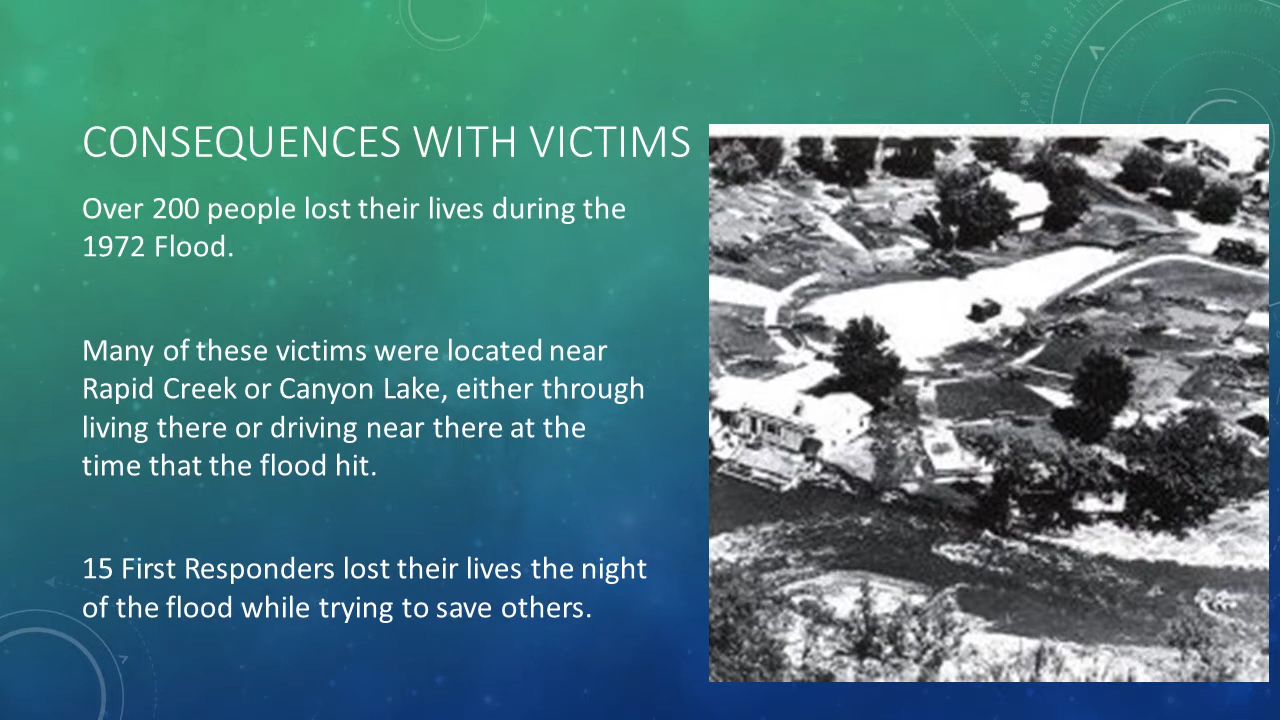 CONSEQUENCES WITH VICTIMS
Over 200 people lost their lives during the
1972 Flood.
Many of these victims were located near
Rapid Creek or Canyon Lake, either through
living there or driving near there at the
time that the flood hit.
15 First Responders lost their lives the night
of the flood while trying to save others.